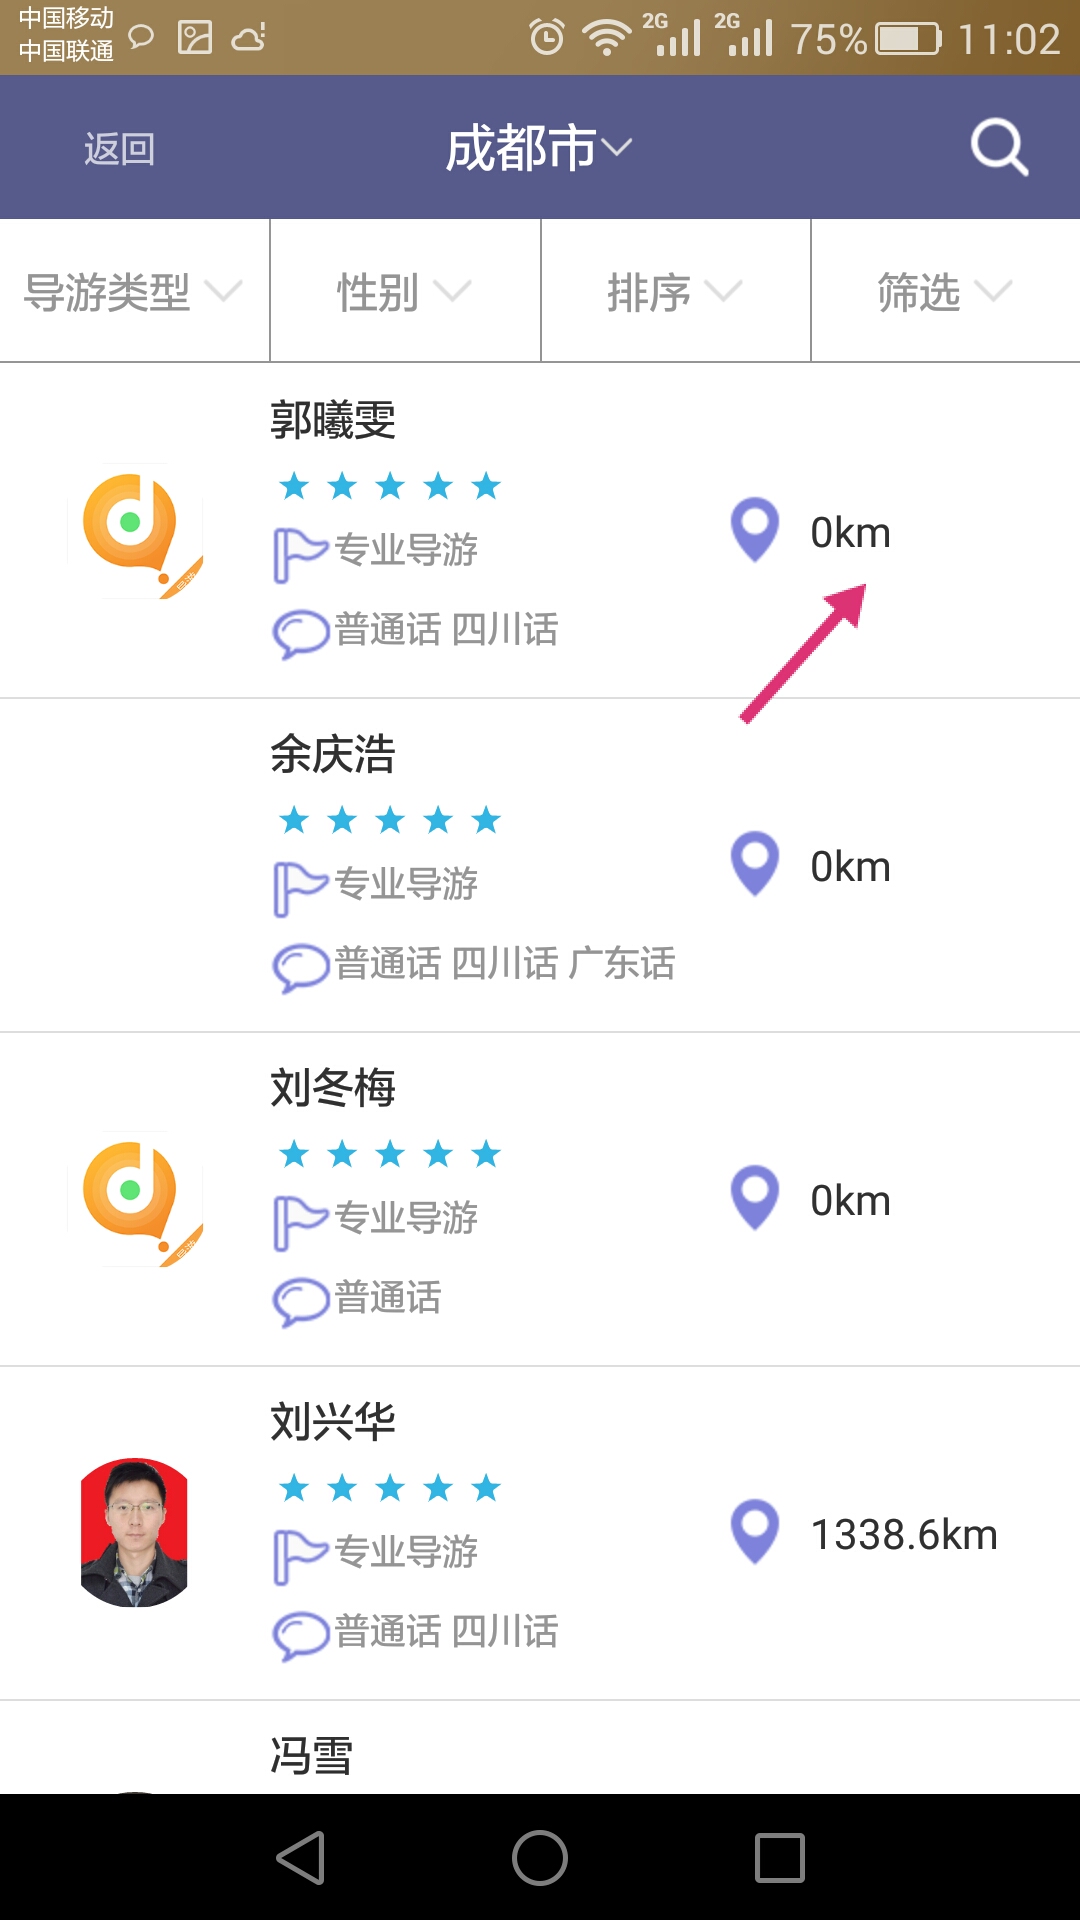 中国移动
中国联通
2G 2G 75% 11:02
返回 成都市
导游类型 性别 排序 筛选
郭曦雯
专业导游
0km
普通话 四川话
导游
余庆浩
专业导游
0km
普通话 四川话 广东话
刘冬梅
专业导游
0km
普通话
导游
刘兴华
专业导游
1338.6km
普通话 四川话
冯雪